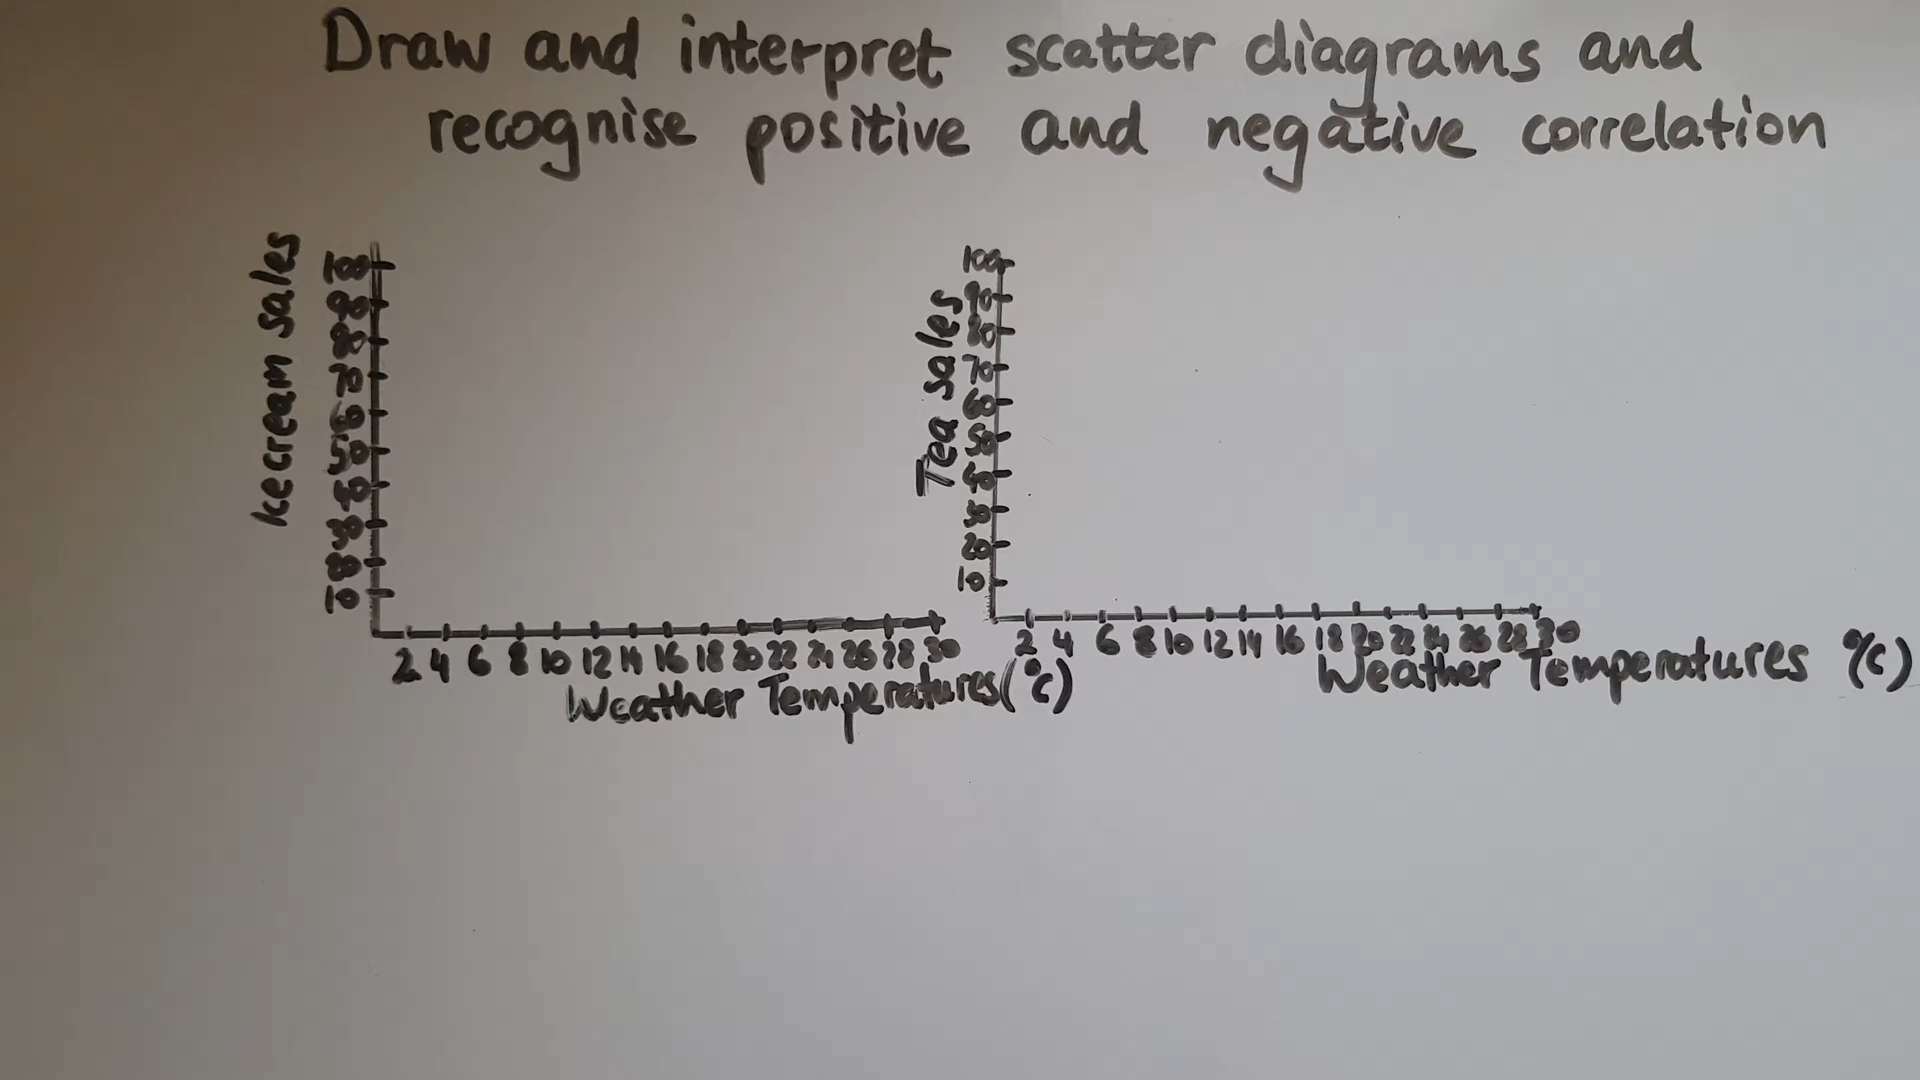 Draw and interpret scatter diagrams and
recognise positive and negative correlation
Icecream sales
100
90
80
70
60
50
40
30
20
10
2 4 6 8 10 12 14 16 18 20 22 24 26 28 30
Weather Temperatures (°C)
Tea sales
100
90
80
70
60
50
40
30
20
10
2 4 6 8 10 12 14 16 18 20 22 24 26 28 30
Weather Temperatures (°C)